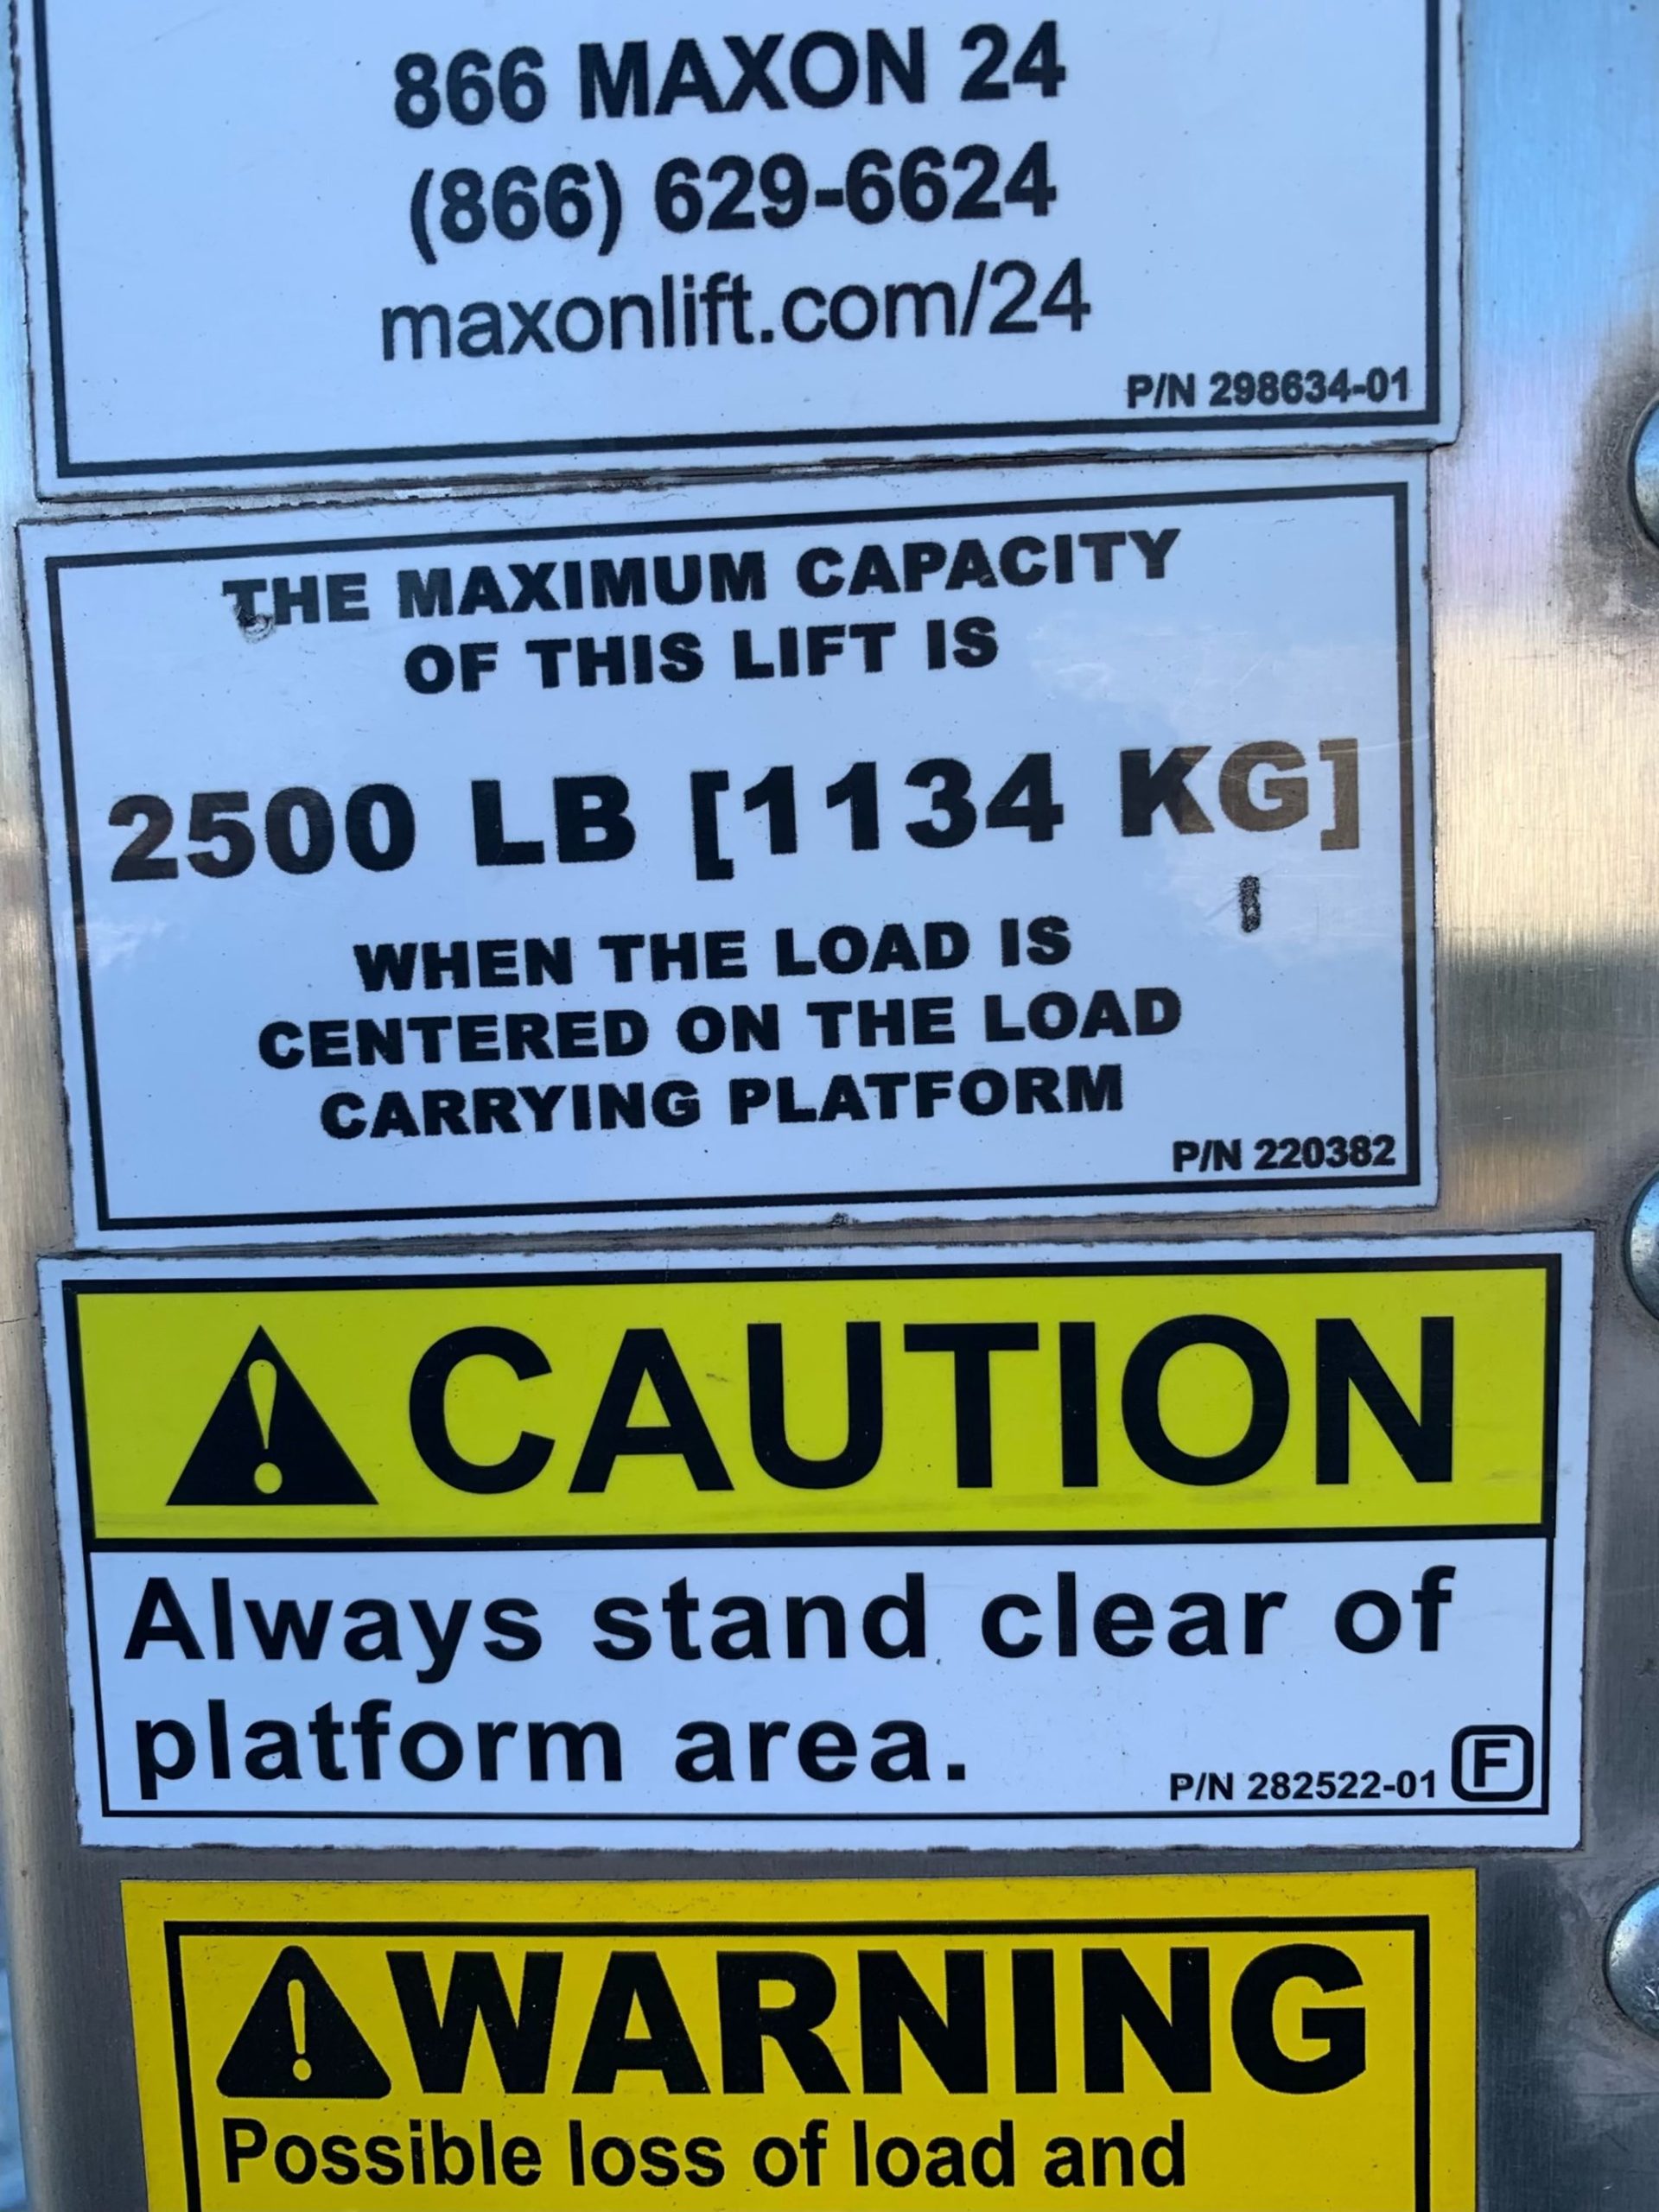 866 MAXON 24
(866) 629-6624
maxonlift.com/24
P/N 298634-01
THE MAXIMUM CAPACITY
OF THIS LIFT IS
2500 LB [1134 KG]
WHEN THE LOAD IS
CENTERED ON THE LOAD
CARRYING PLATFORM
P/N 220382
CAUTION
Always stand clear of
platform area.
P/N 282522-01 F
WARNING
Possible loss of load and